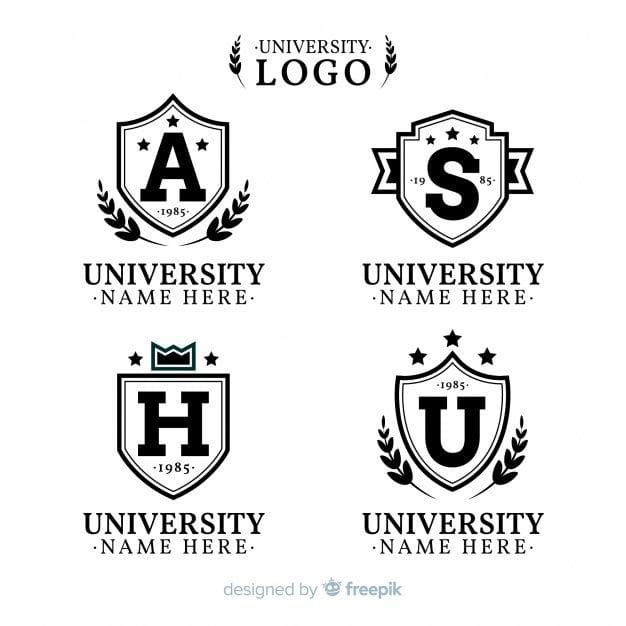 ·UNIVERSITY·
LOGO
A
·1985·
UNIVERSITY
·NAME HERE·
·19 S 85·
UNIVERSITY
·NAME HERE·
H
·1985·
UNIVERSITY
·NAME HERE·
·1985·
U
UNIVERSITY
·NAME HERE·
designed by freepik